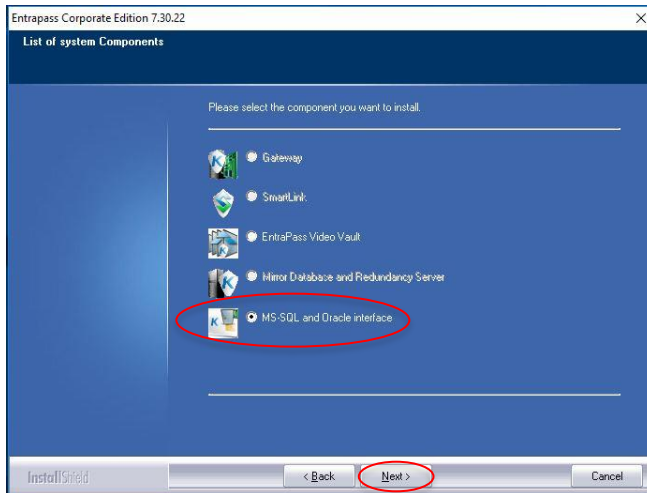 Entrapass Corporate Edition 7.30.22
List of system Components
Please select the component you want to install.
Gateway
SmartLink
EntraPass Video Vault
Mirror Database and Redundancy Server
MS-SQL and Oracle interface
InstallShield
< Back
Next >
Cancel